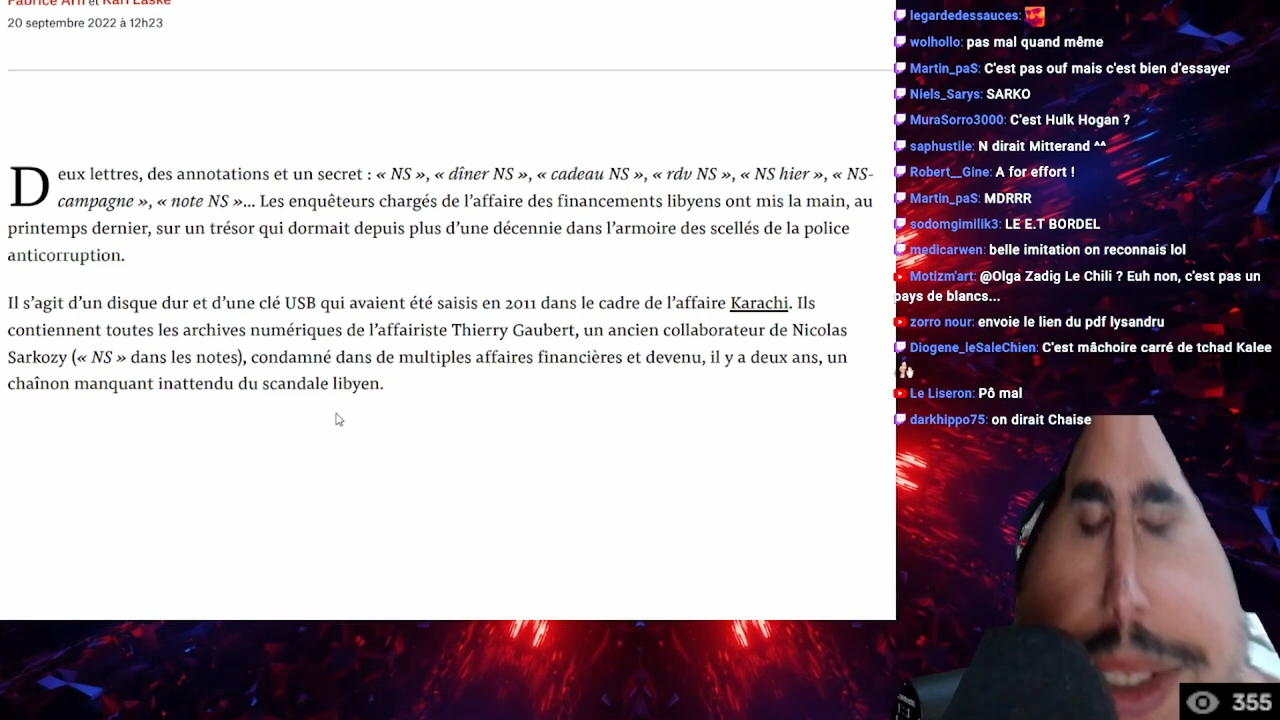 Fabrice Arfi et Karl Laske
20 septembre 2022 à 12h23
Deux lettres, des annotations et un secret : « NS », « dîner NS », « cadeau NS », « rdv NS », « NS hier », « NS-
campagne », « note NS »... Les enquêteurs chargés de l'affaire des financements libyens ont mis la main, au
printemps dernier, sur un trésor qui dormait depuis plus d'une décennie dans l'armoire des scellés de la police
anticorruption.
Il s'agit d'un disque dur et d'une clé USB qui avaient été saisis en 2011 dans le cadre de l'affaire Karachi. Ils
contiennent toutes les archives numériques de l'affairiste Thierry Gaubert, un ancien collaborateur de Nicolas
Sarkozy (« NS » dans les notes), condamné dans de multiples affaires financières et devenu, il y a deux ans, un
chaînon manquant inattendu du scandale libyen.
legardedessauces:
wolhollo: pas mal quand même
Martin_paS: C'est pas ouf mais c'est bien d'essayer
Niels_Sarys: SARKO
MuraSorro3000: C'est Hulk Hogan ?
saphustile: N dirait Mitterand ^^
Robert__Gine: A for effort !
Martin_paS: MDRRR
sodomgimilik3: LE E.T BORDEL
medicarwen: belle imitation on reconnais lol
Motizm'art: @Olga Zadig Le Chili ? Euh non, c'est pas un
pays de blancs...
zorro nour: envoie le lien du pdf lysandru
Diogene_leSaleChien: C'est mâchoire carré de tchad Kalee
Le Liseron: Pô mal
darkhippo75: on dirait Chaise
355